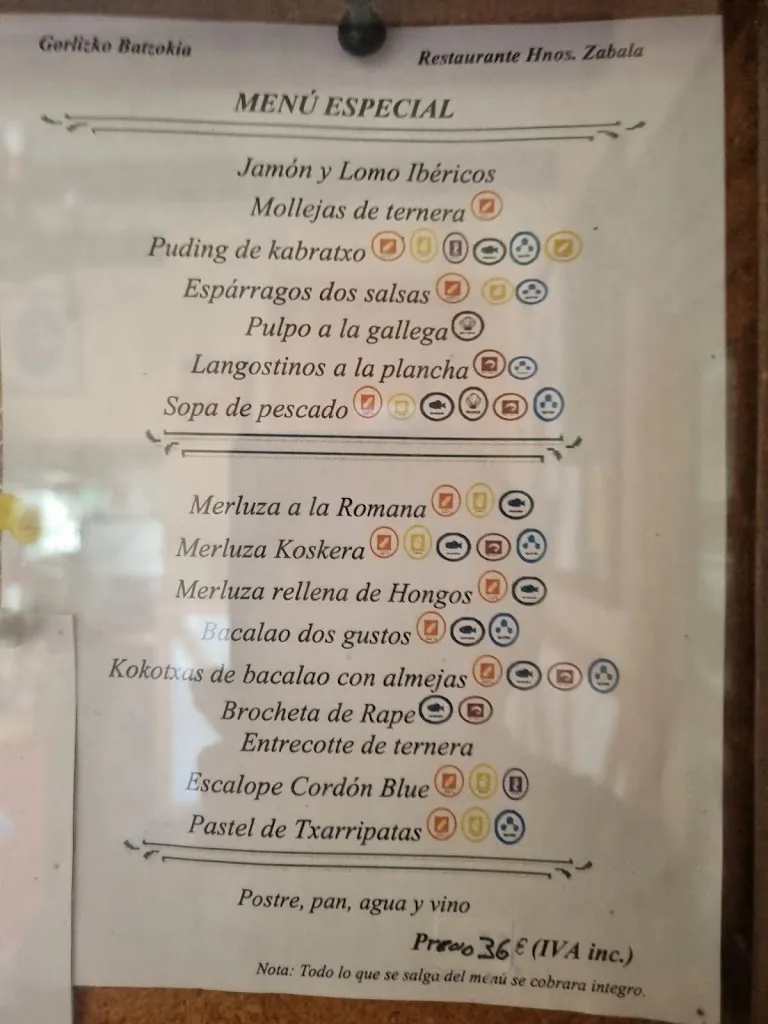 Gorlizko Batzokia
Restaurante Hnos. Zabala
MENÚ ESPECIAL
Jamón y Lomo Ibéricos
Mollejas de ternera
Puding de kabratxo
Espárragos dos salsas
Pulpo a la gallega
Langostinos a la plancha
Sopa de pescado
Merluza a la Romana
Merluza Koskera
Merluza rellena de Hongos
Bacalao dos gustos
Kokotxas de bacalao con almejas
Brocheta de Rape
Entrecotte de ternera
Escalope Cordón Blue
Pastel de Txarripatas
Postre, pan, agua y vino
Precio 36 € (IVA inc.)
Nota: Todo lo que se salga del menú se cobrara integro.